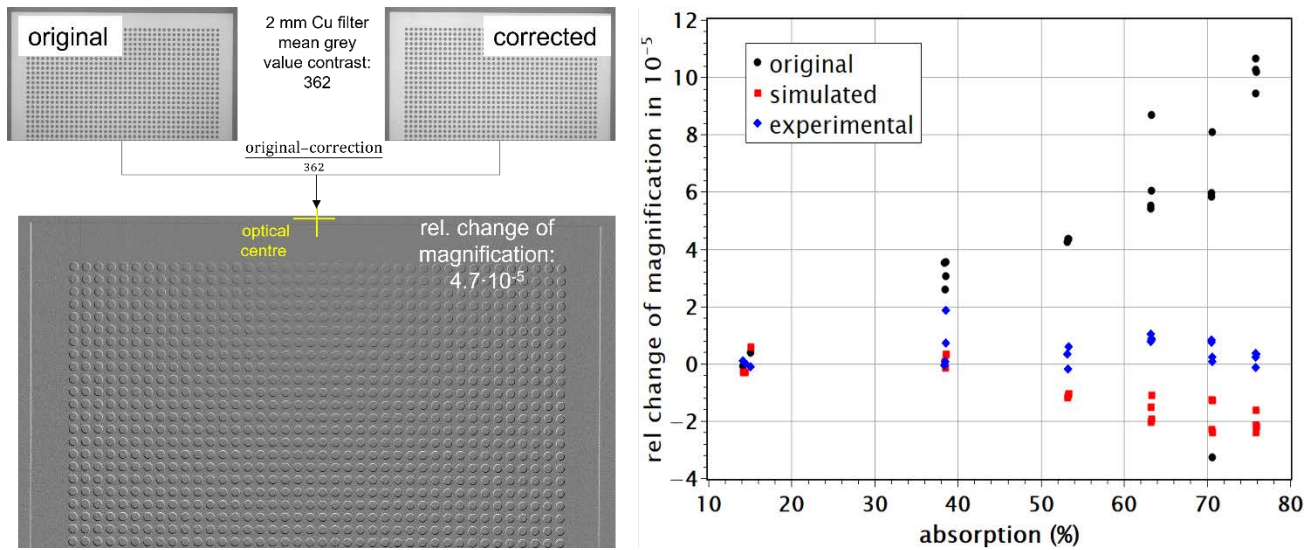 original
2 mm Cu filter
mean grey
value contrast:
362
corrected
original–correction
362
optical
centre
rel. change of
magnification:
4.7·10⁻⁵
rel change of magnification in 10⁻⁵
12
10
8
6
4
2
0
−2
−4
original
simulated
experimental
10 20 30 40 50 60 70 80
absorption (%)